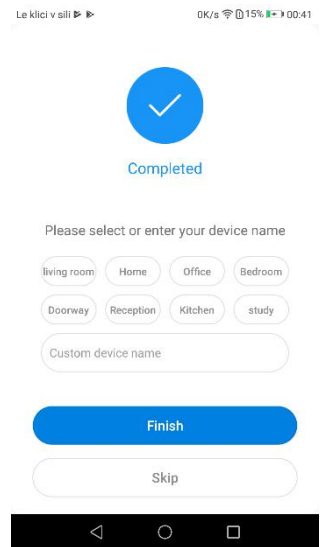 Le klici v sili 0K/s 15% 00:41
Completed
Please select or enter your device name
living room Home Office Bedroom
Doorway Reception Kitchen study
Custom device name
Finish
Skip